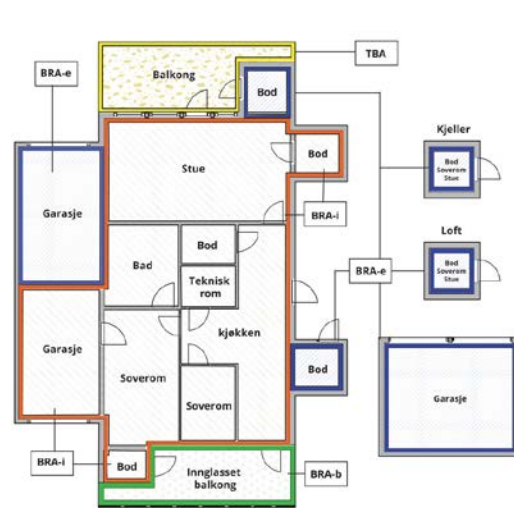 TBA
BRA-e
Balkong
Bod
Kjeller
Bod
Soverom
Stue
Stue
Bod
BRA-i
Garasje
Loft
Bod
Bad
Bod
Soverom
Stue
BRA-e
Teknisk
rom
kjøkken
Garasje
Soverom
Bod
Garasje
Soverom
BRA-i
Bod
Innglasset
balkong
BRA-b